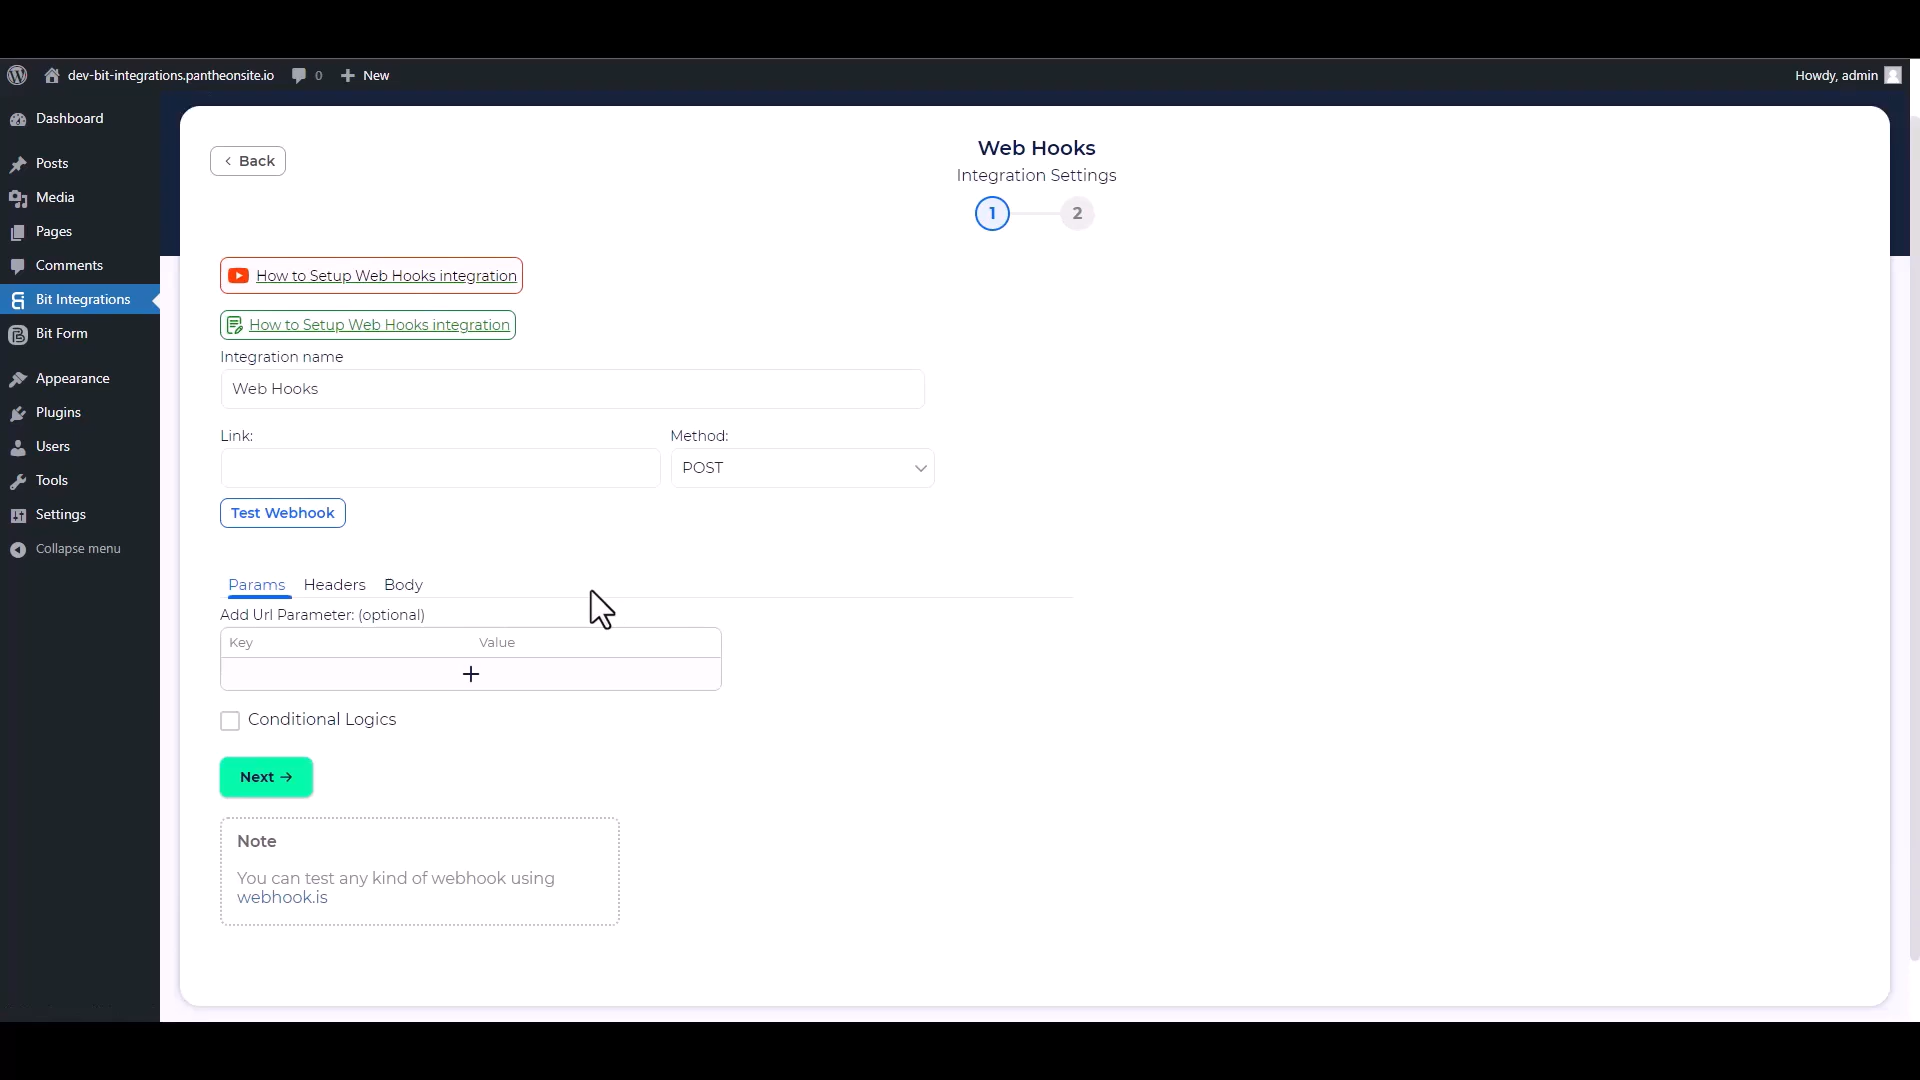 dev-bit-integrations.pantheonsite.io 0 New Howdy, admin
Dashboard
Posts
Media
Pages
Comments
Bit Integrations
Bit Form
Appearance
Plugins
Users
Tools
Settings
Collapse menu
Back
Web Hooks
Integration Settings
1 2
How to Setup Web Hooks integration
How to Setup Web Hooks integration
Integration name
Web Hooks
Link: Method:
POST
Test Webhook
Params Headers Body
Add Url Parameter: (optional)
Key Value
+
Conditional Logics
Next →
Note
You can test any kind of webhook using
webhook.is